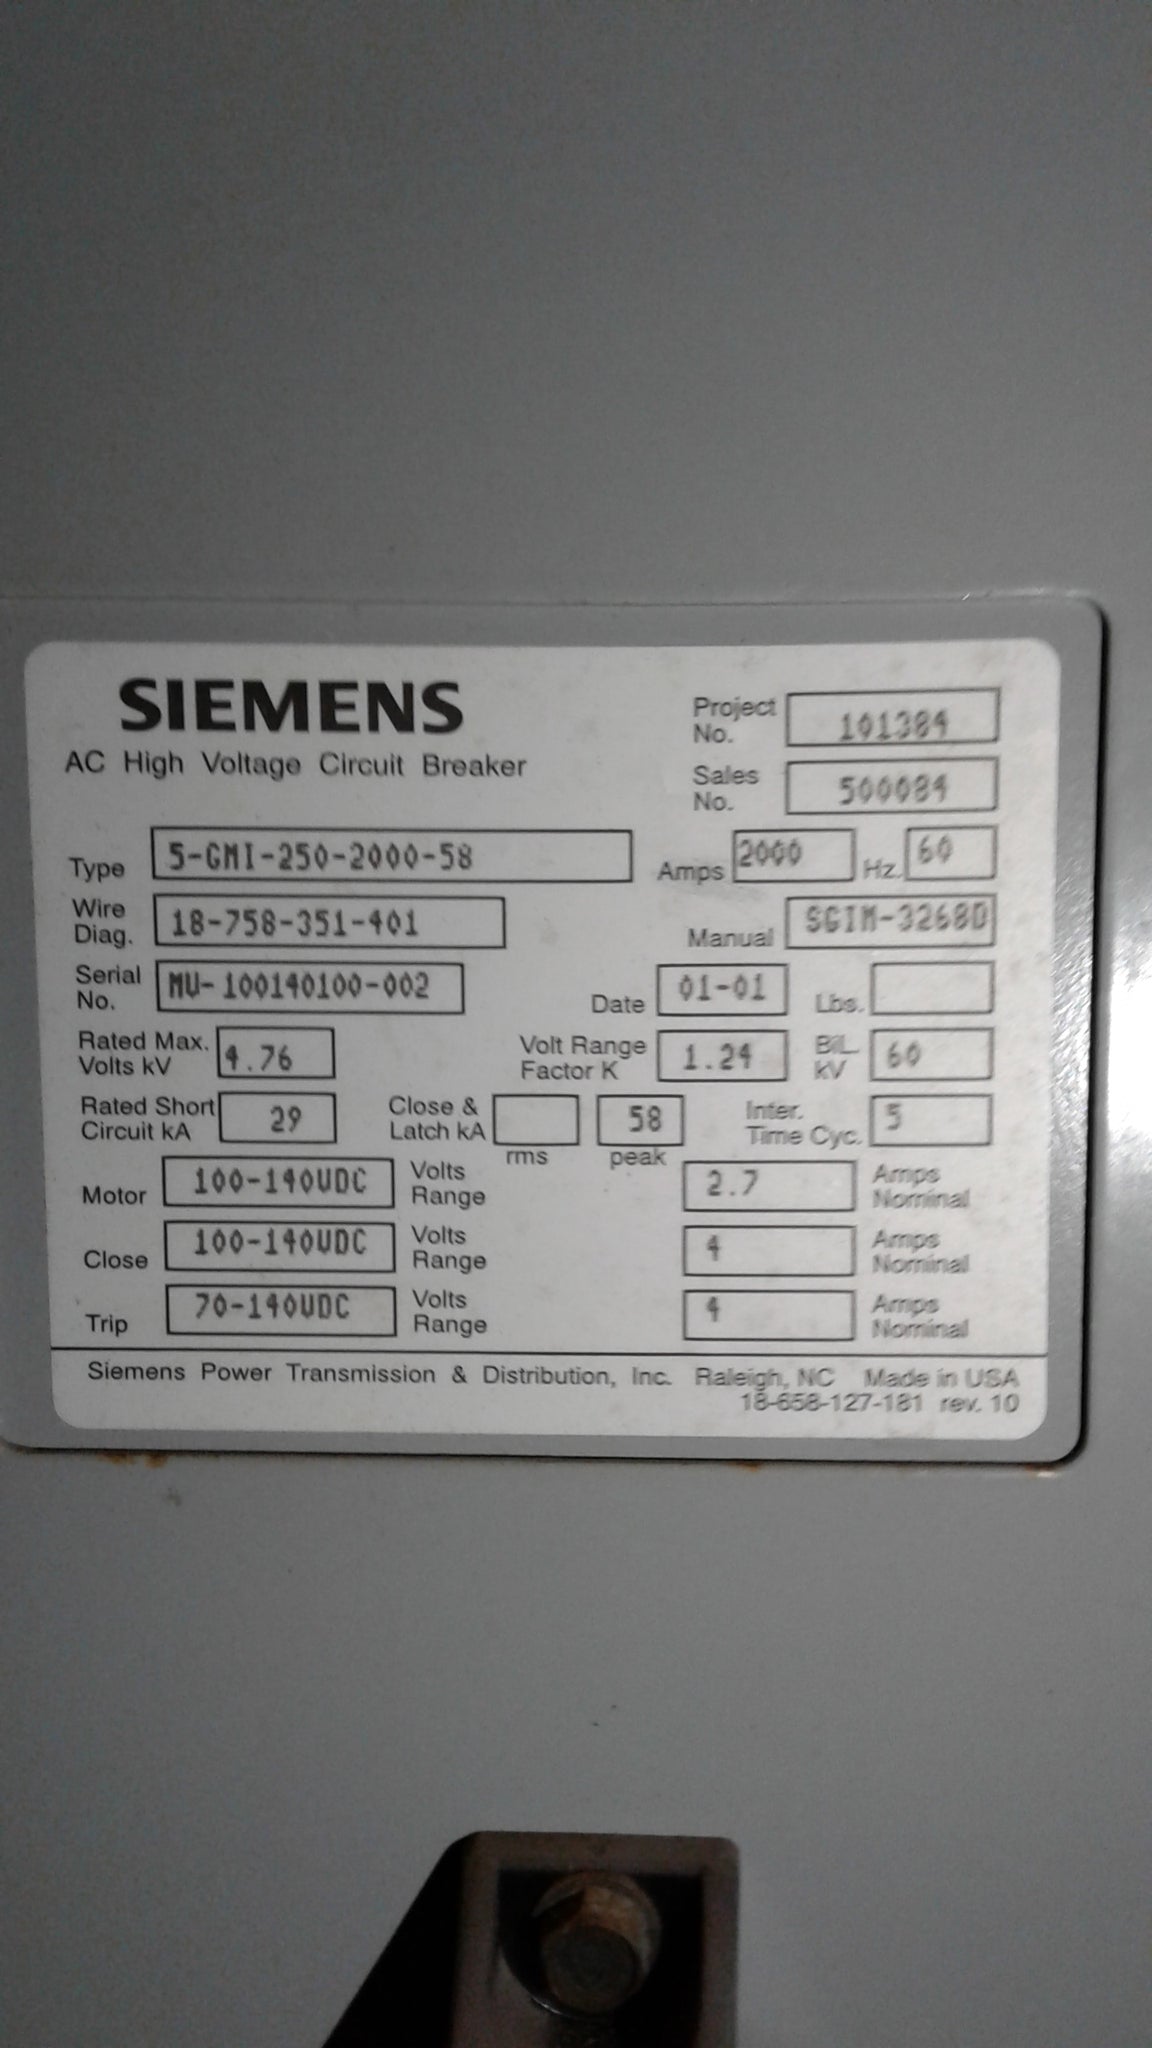 SIEMENS
AC High Voltage Circuit Breaker
Project No. 101384
Sales No. 500084
Type 5-GMI-250-2000-58 Amps 2000 Hz. 60
Wire Diag. 18-758-351-401 Manual SGIM-3268D
Serial No. MU-100140100-002 Date 01-01 Lbs.
Rated Max. Volts kV 4.76 Volt Range Factor K 1.24 BIL kV 60
Rated Short Circuit kA 29 Close & Latch kA rms 58 peak Inter. Time Cyc. 5
Motor 100-140VDC Volts Range 2.7 Amps Nominal
Close 100-140VDC Volts Range 4 Amps Nominal
Trip 70-140VDC Volts Range 4 Amps Nominal
Siemens Power Transmission & Distribution, Inc. Raleigh, NC Made in USA
18-658-127-181 rev. 10